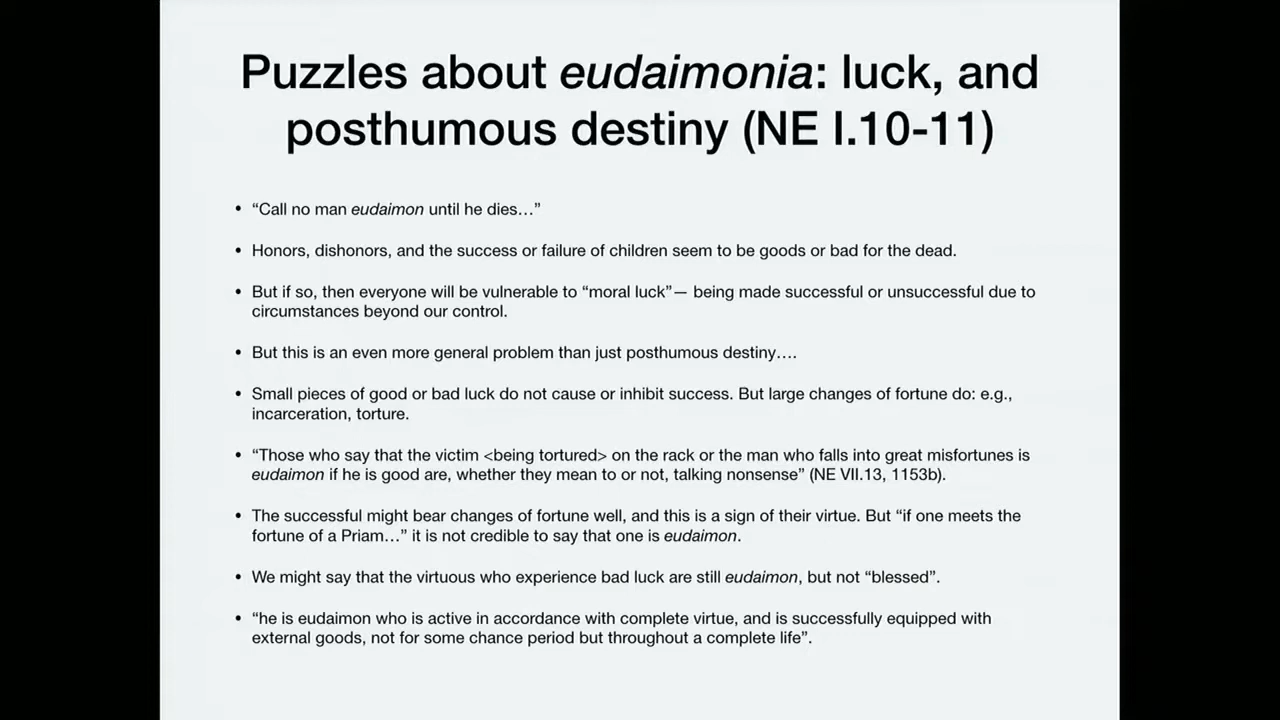 Puzzles about eudaimonia: luck, and
posthumous destiny (NE I.10-11)
• “Call no man eudaimon until he dies…”
• Honors, dishonors, and the success or failure of children seem to be goods or bad for the dead.
• But if so, then everyone will be vulnerable to “moral luck”— being made successful or unsuccessful due to
circumstances beyond our control.
• But this is an even more general problem than just posthumous destiny….
• Small pieces of good or bad luck do not cause or inhibit success. But large changes of fortune do: e.g.,
incarceration, torture.
• “Those who say that the victim <being tortured> on the rack or the man who falls into great misfortunes is
eudaimon if he is good are, whether they mean to or not, talking nonsense” (NE VII.13, 1153b).
• The successful might bear changes of fortune well, and this is a sign of their virtue. But “if one meets the
fortune of a Priam…” it is not credible to say that one is eudaimon.
• We might say that the virtuous who experience bad luck are still eudaimon, but not “blessed”.
• “he is eudaimon who is active in accordance with complete virtue, and is successfully equipped with
external goods, not for some chance period but throughout a complete life”.